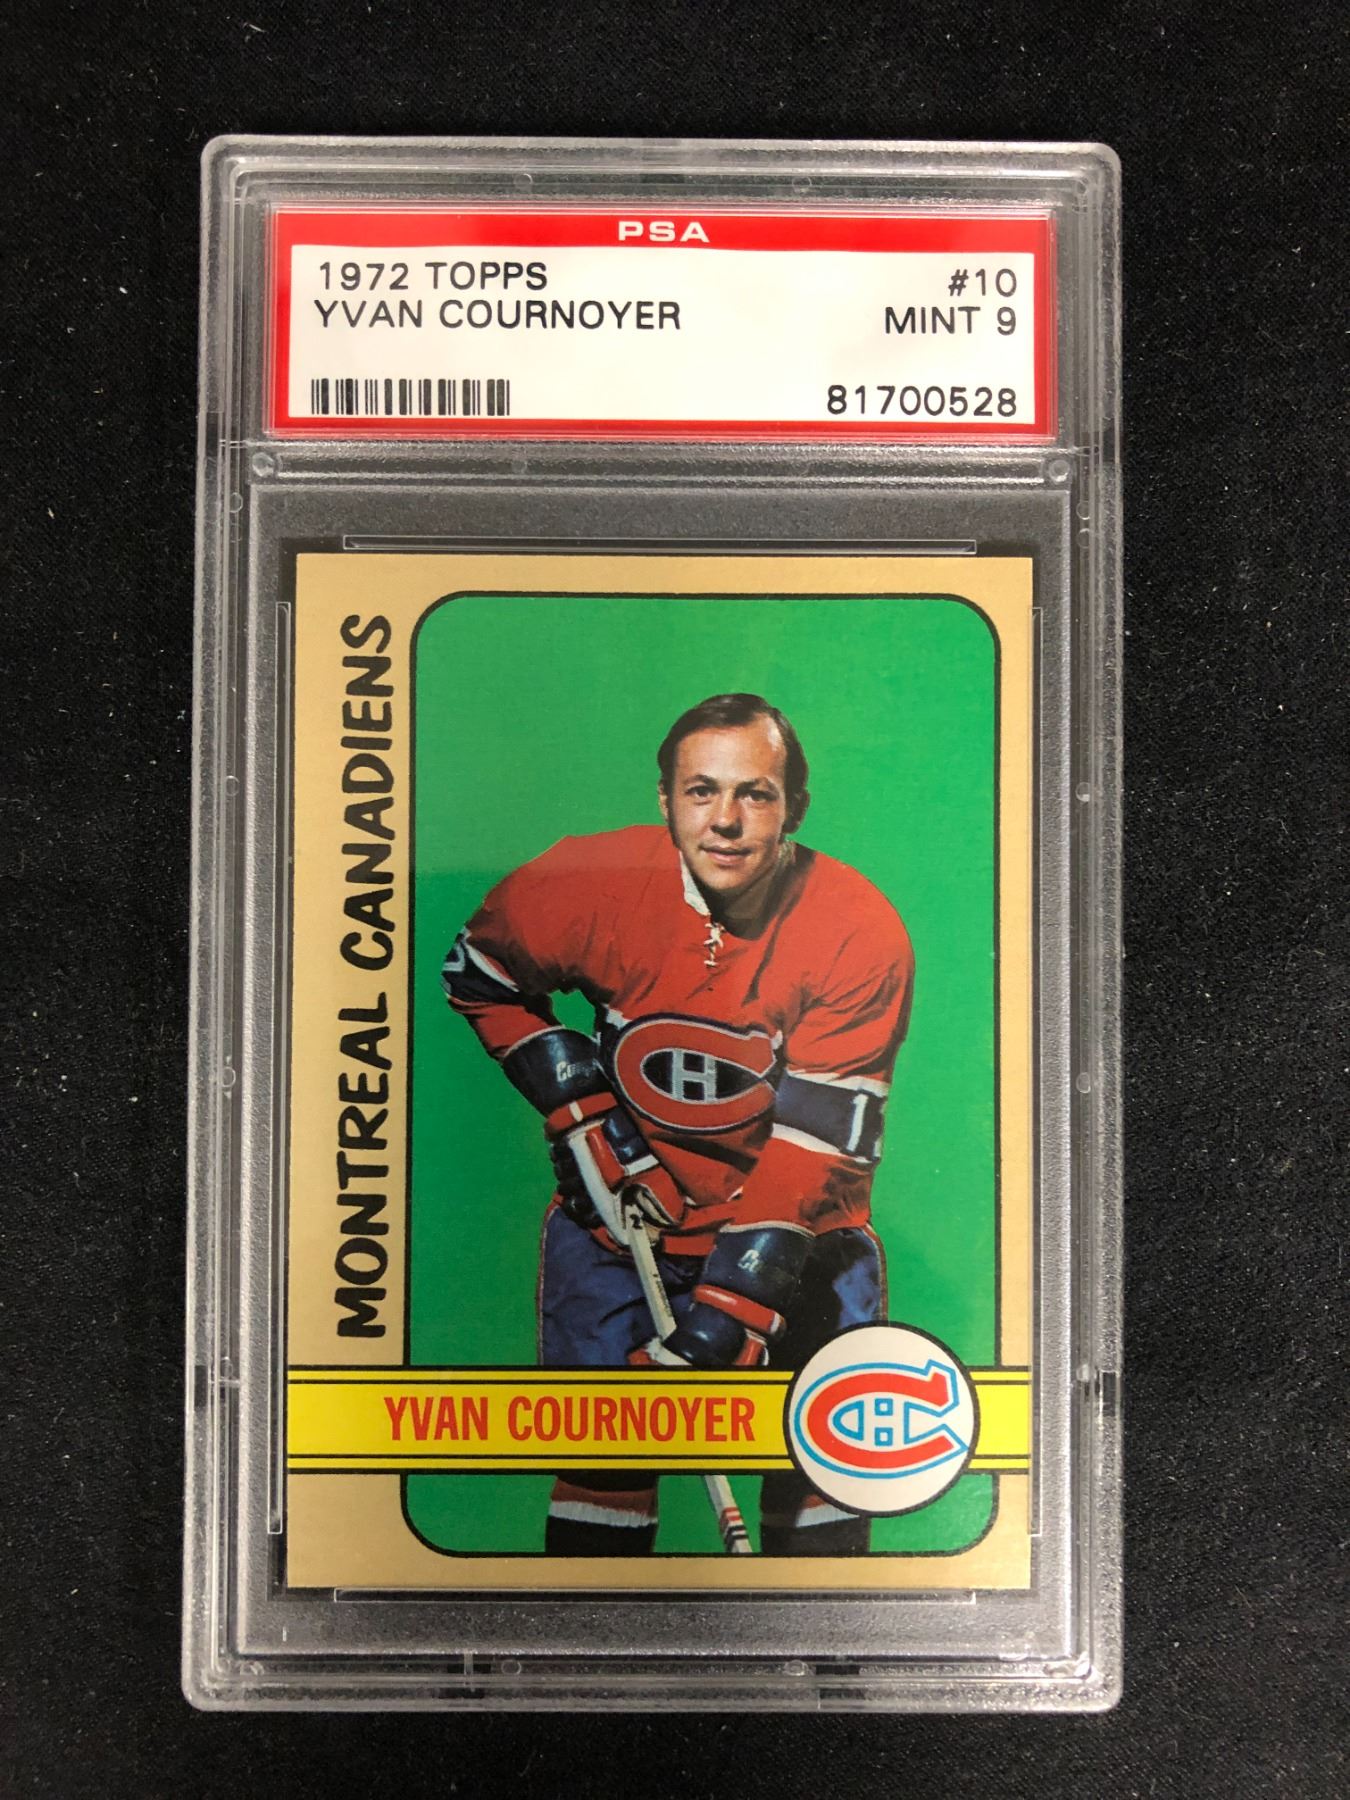 PSA
1972 TOPPS #10
YVAN COURNOYER MINT 9
81700528
MONTREAL CANADIENS
YVAN COURNOYER